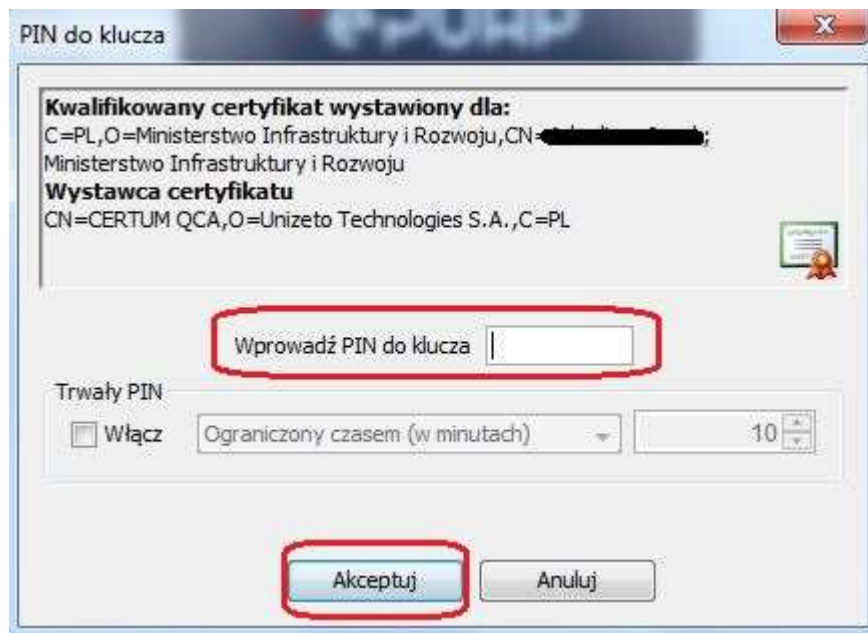 PIN do klucza
ePUAP
Kwalifikowany certyfikat wystawiony dla:
C=PL,O=Ministerstwo Infrastruktury i Rozwoju,CN= ;
Ministerstwo Infrastruktury i Rozwoju
Wystawca certyfikatu
CN=CERTUM QCA,O=Unizeto Technologies S.A.,C=PL
Wprowadź PIN do klucza
Trwały PIN
Włącz
Ograniczony czasem (w minutach)
10
Akceptuj
Anuluj